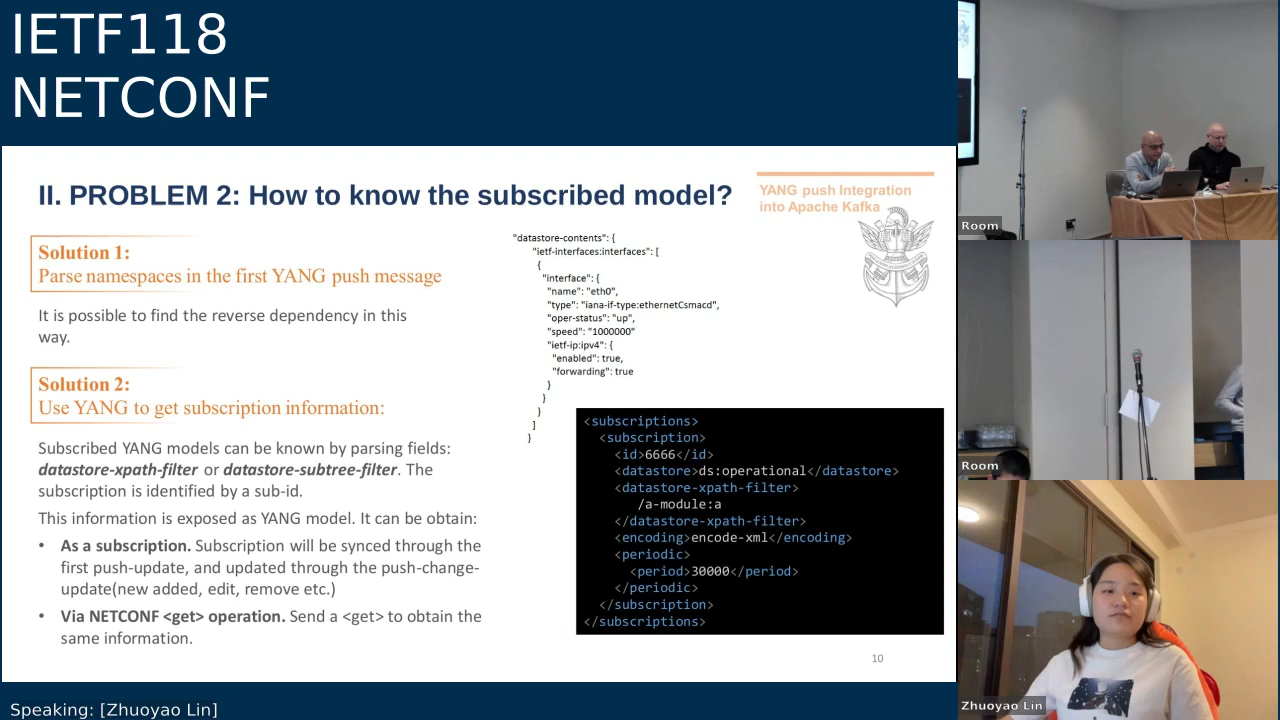 IETF118
NETCONF
II. PROBLEM 2: How to know the subscribed model?
YANG push Integration
into Apache Kafka
Solution 1:
Parse namespaces in the first YANG push message
It is possible to find the reverse dependency in this
way.
Solution 2:
Use YANG to get subscription information:
Subscribed YANG models can be known by parsing fields:
datastore-xpath-filter or datastore-subtree-filter. The
subscription is identified by a sub-id.
This information is exposed as YANG model. It can be obtain:
• As a subscription. Subscription will be synced through the
first push-update, and updated through the push-change-
update(new added, edit, remove etc.)
• Via NETCONF <get> operation. Send a <get> to obtain the
same information.
"datastore-contents": {
"ietf-interfaces:interfaces": [
{
"interface": {
"name": "eth0",
"type": "iana-if-type:ethernetCsmacd",
"oper-status": "up",
"speed": "1000000"
"ietf-ip:ipv4": {
"enabled": true,
"forwarding": true
}
}
}
]
}
<subscriptions>
<subscription>
<id>6666</id>
<datastore>ds:operational</datastore>
<datastore-xpath-filter>
/a-module:a
</datastore-xpath-filter>
<encoding>encode-xml</encoding>
<periodic>
<period>30000</period>
</periodic>
</subscription>
</subscriptions>
10
Room
Room
Zhuoyao Lin
Speaking: [Zhuoyao Lin]